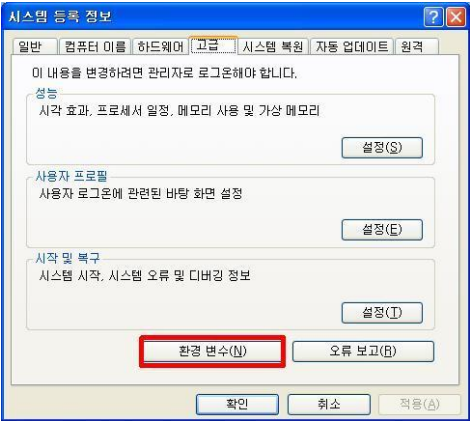 시스템 등록 정보
일반 컴퓨터 이름 하드웨어 고급 시스템 복원 자동 업데이트 원격
이 내용을 변경하려면 관리자로 로그온해야 합니다.
성능
시각 효과, 프로세서 일정, 메모리 사용 및 가상 메모리
설정(S)
사용자 프로필
사용자 로그온에 관련된 바탕 화면 설정
설정(E)
시작 및 복구
시스템 시작, 시스템 오류 및 디버깅 정보
설정(T)
환경 변수(N) 오류 보고(R)
확인 취소 적용(A)